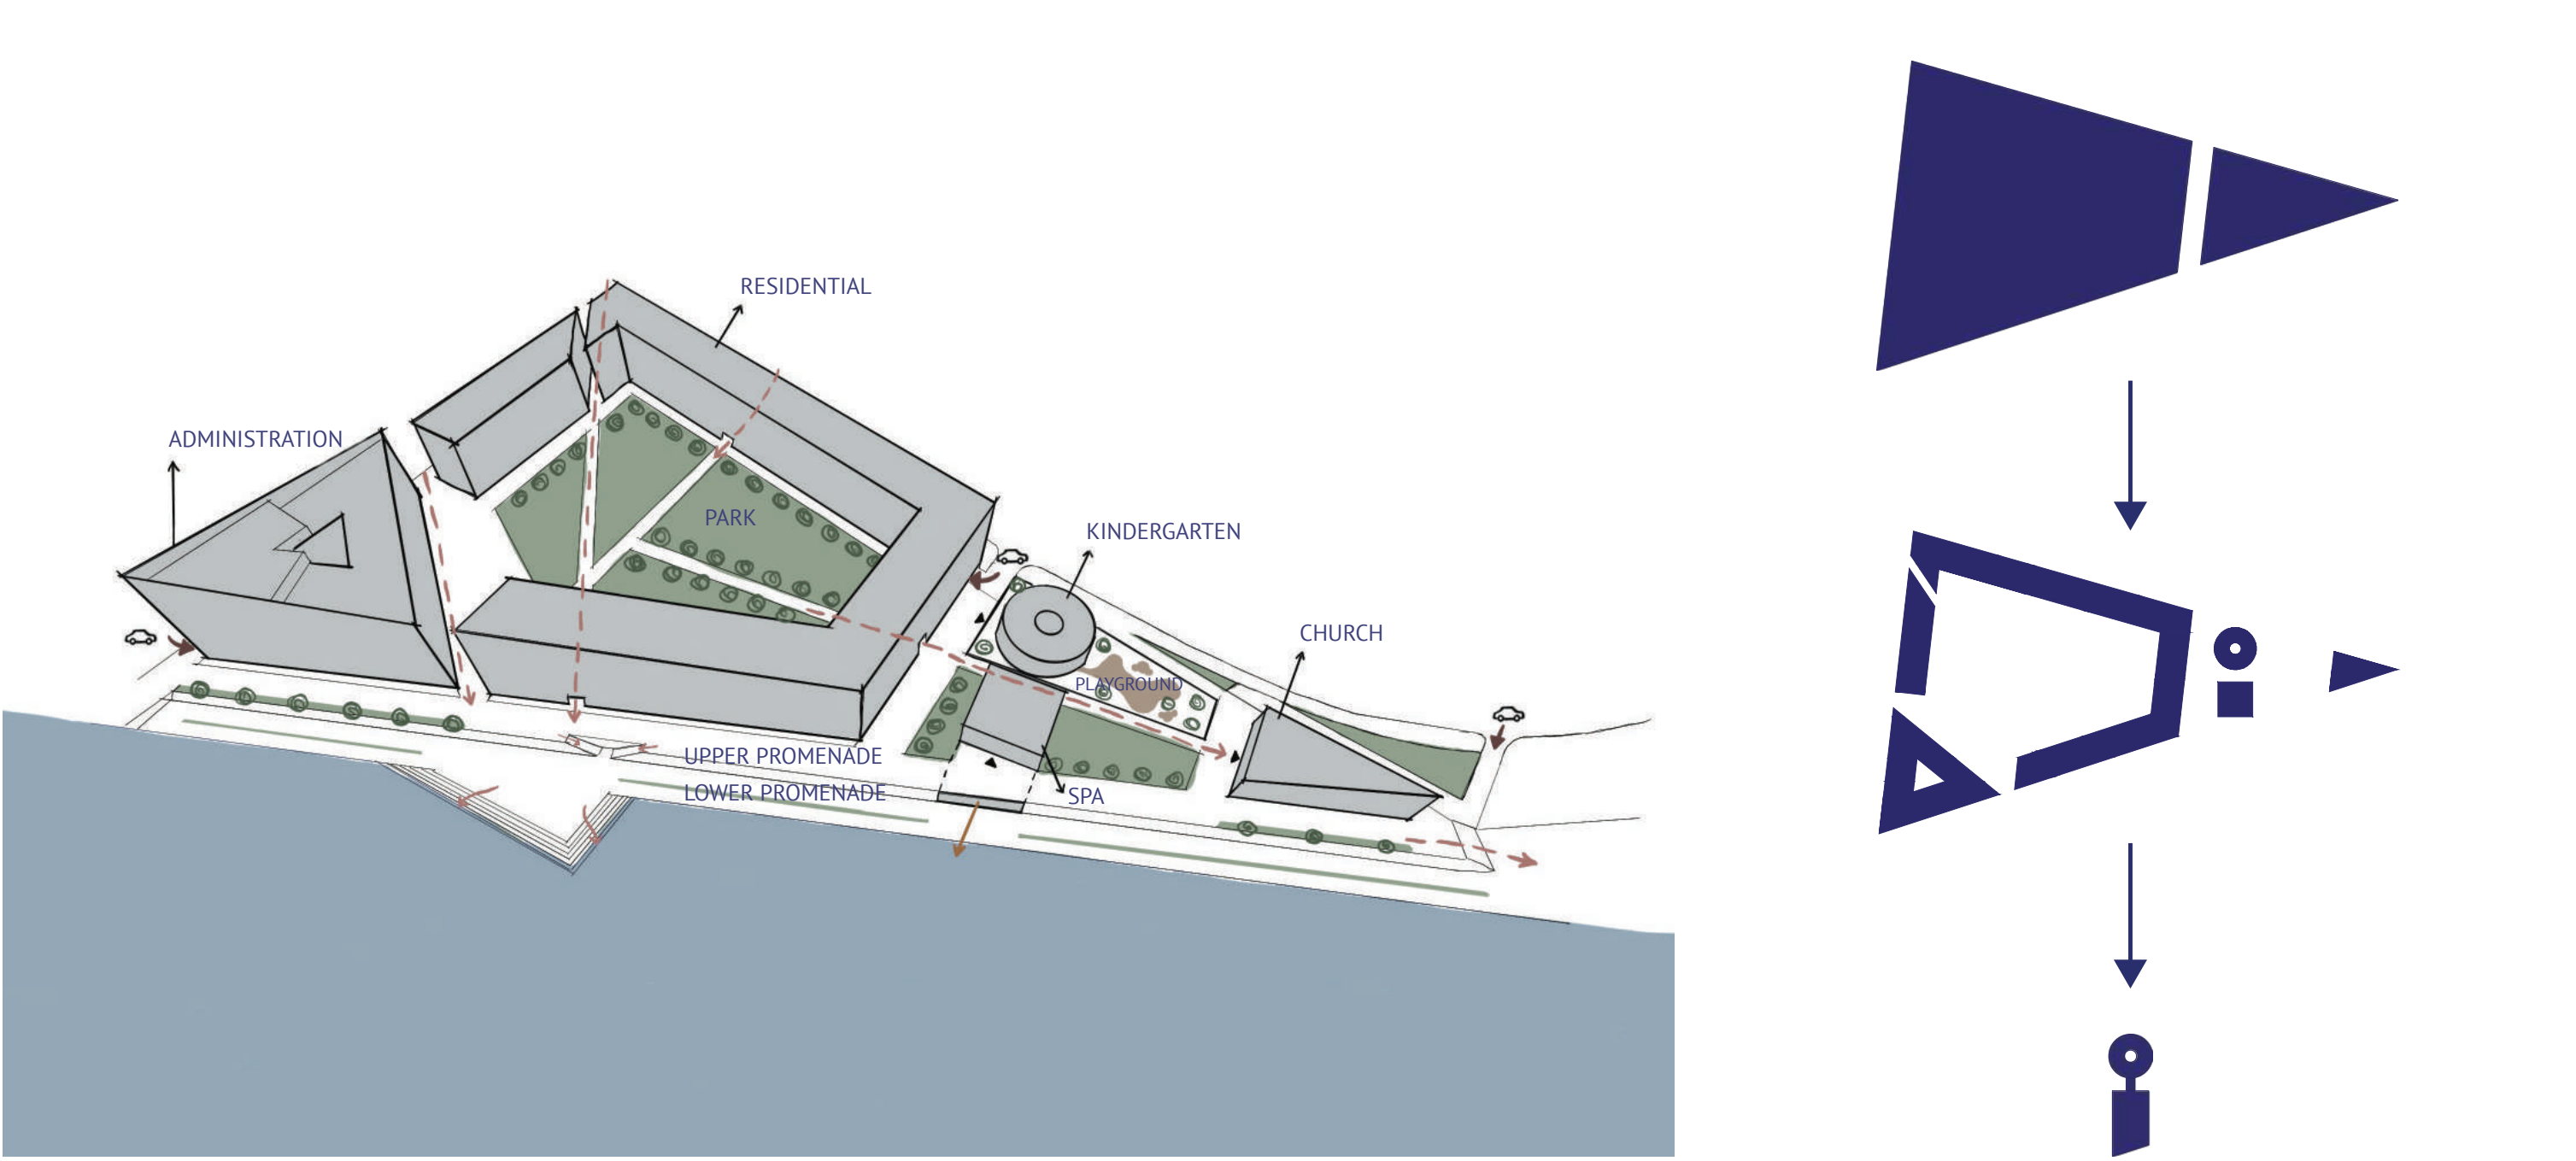 RESIDENTIAL
ADMINISTRATION
PARK
KINDERGARTEN
CHURCH
PLAYGROUND
UPPER PROMENADE
LOWER PROMENADE
SPA